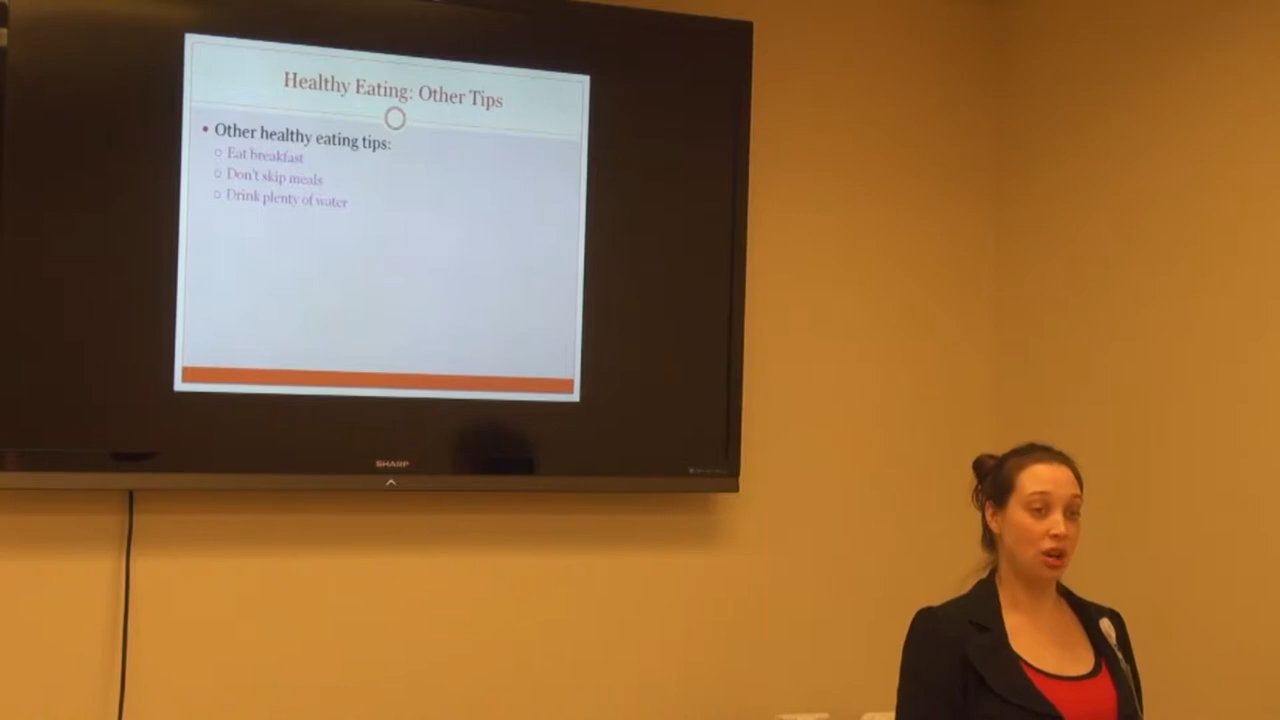 Healthy Eating: Other Tips
• Other healthy eating tips:
○ Eat breakfast
○ Don't skip meals
○ Drink plenty of water
SHARP